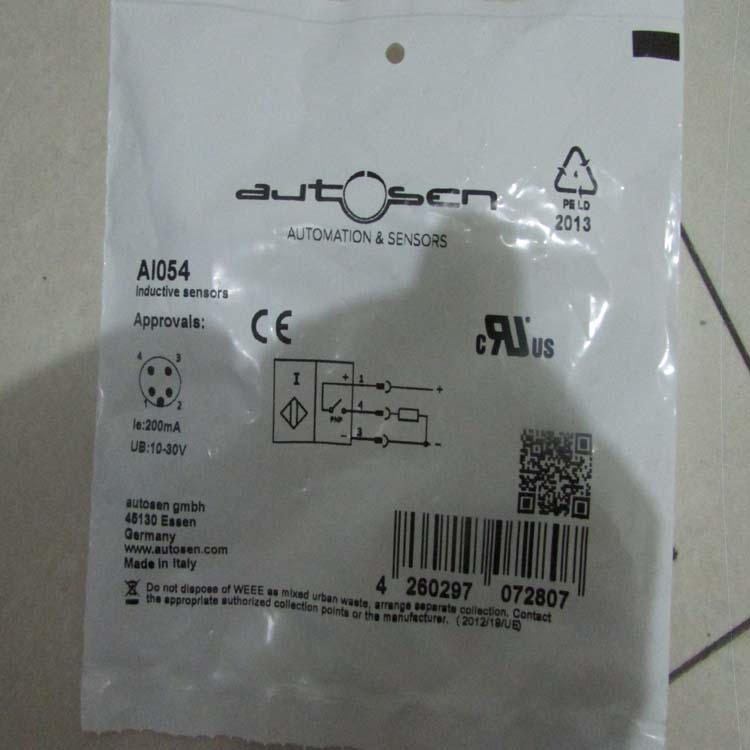 autosen
AUTOMATION & SENSORS
4
PE LD
2013
AI054
Inductive sensors
Approvals:
CE
cRUus
4 3
1 2
Ie:200mA
UB:10-30V
I
+ 1 +
4
PNP
- 3 -
autosen gmbh
45130 Essen
Germany
www.autosen.com
Made in Italy
4 260297 072807
Do not dispose of WEEE as mixed urban waste, arrange separate collection. Contact
the appropriate authorized collection points or the manufacturer. (2012/19/UE)